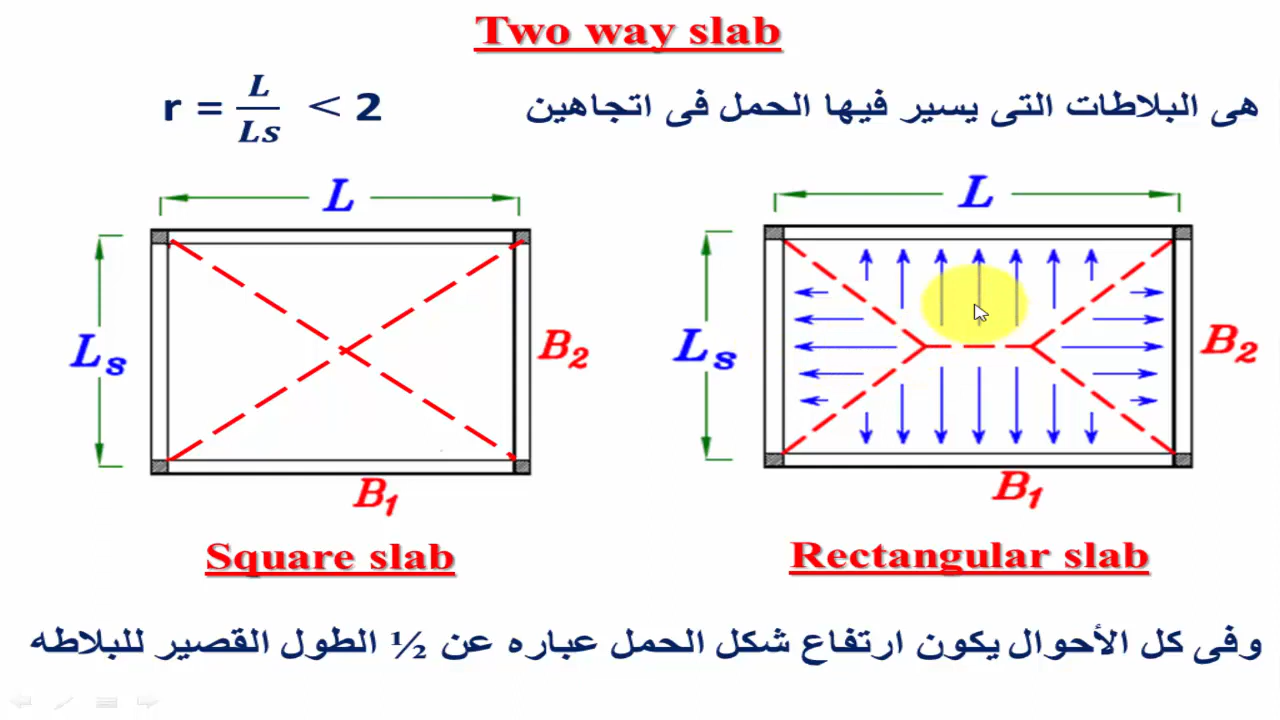 Two way slab
r = L/Ls < 2
هى البلاطات التى يسير فيها الحمل فى اتجاهين
L
L
Ls
B2
Ls
B2
B1
B1
Square slab
Rectangular slab
وفى كل الأحوال يكون ارتفاع شكل الحمل عباره عن ½ الطول القصير للبلاطه